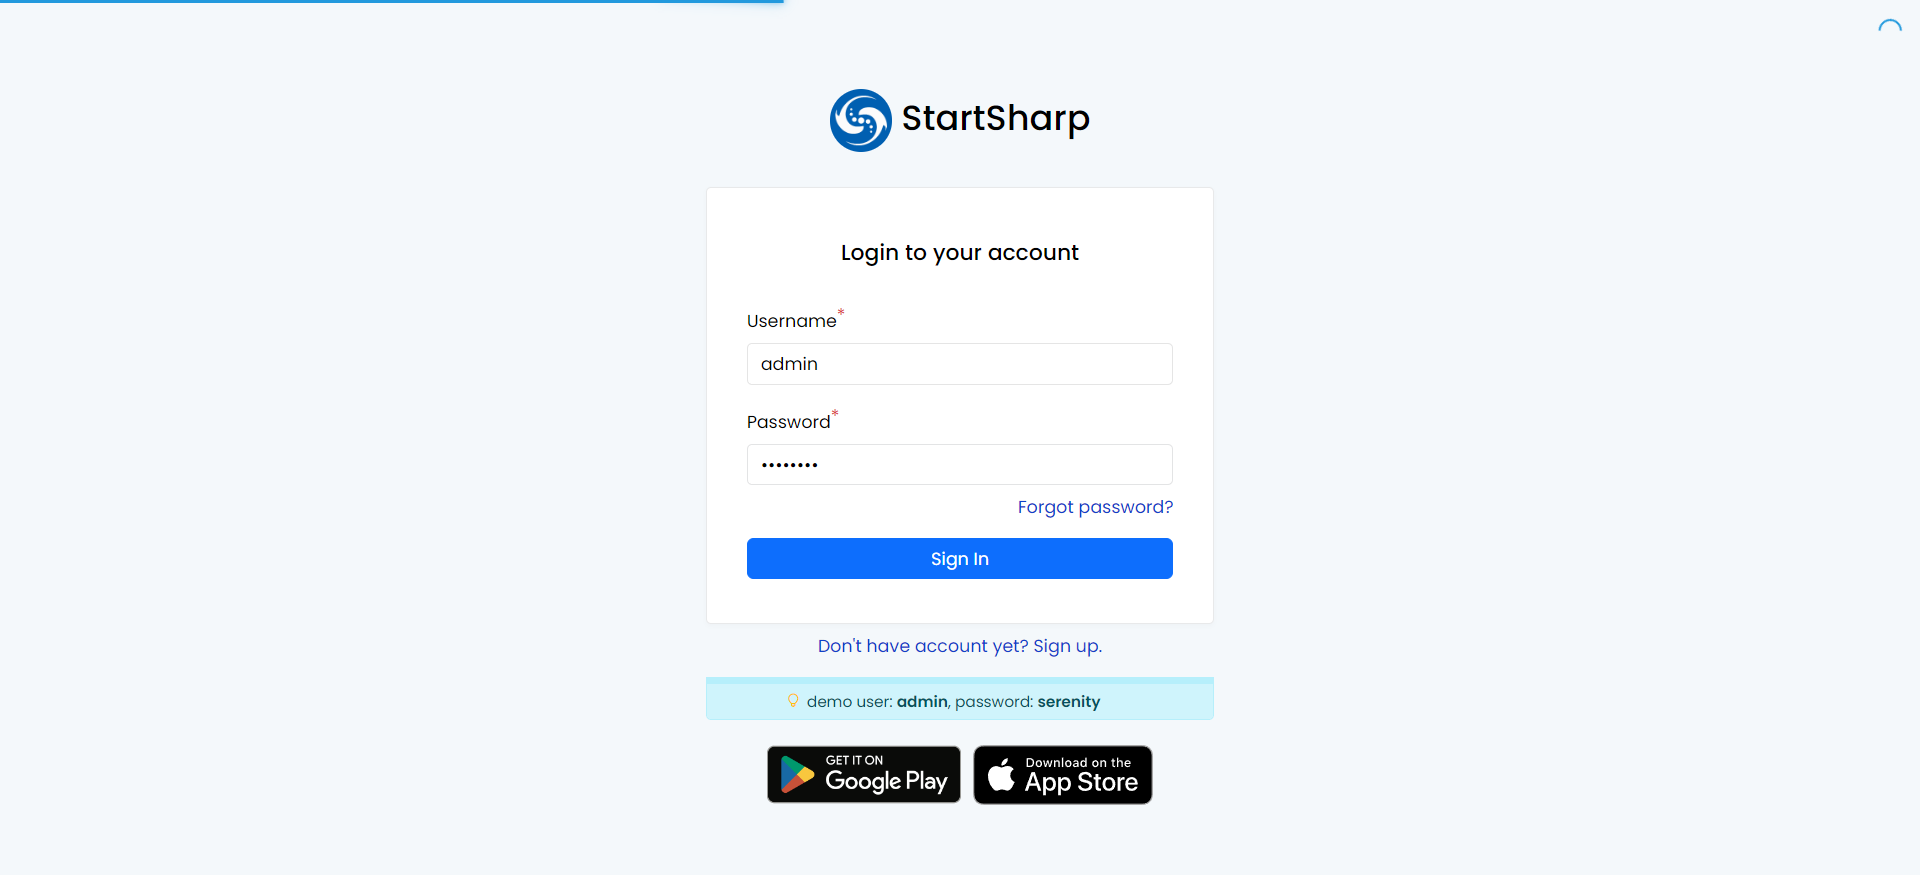 StartSharp
Login to your account
Username*
admin
Password*
••••••••
Forgot password?
Sign In
Don't have account yet? Sign up.
demo user: admin, password: serenity
GET IT ON
Google Play
Download on the
App Store